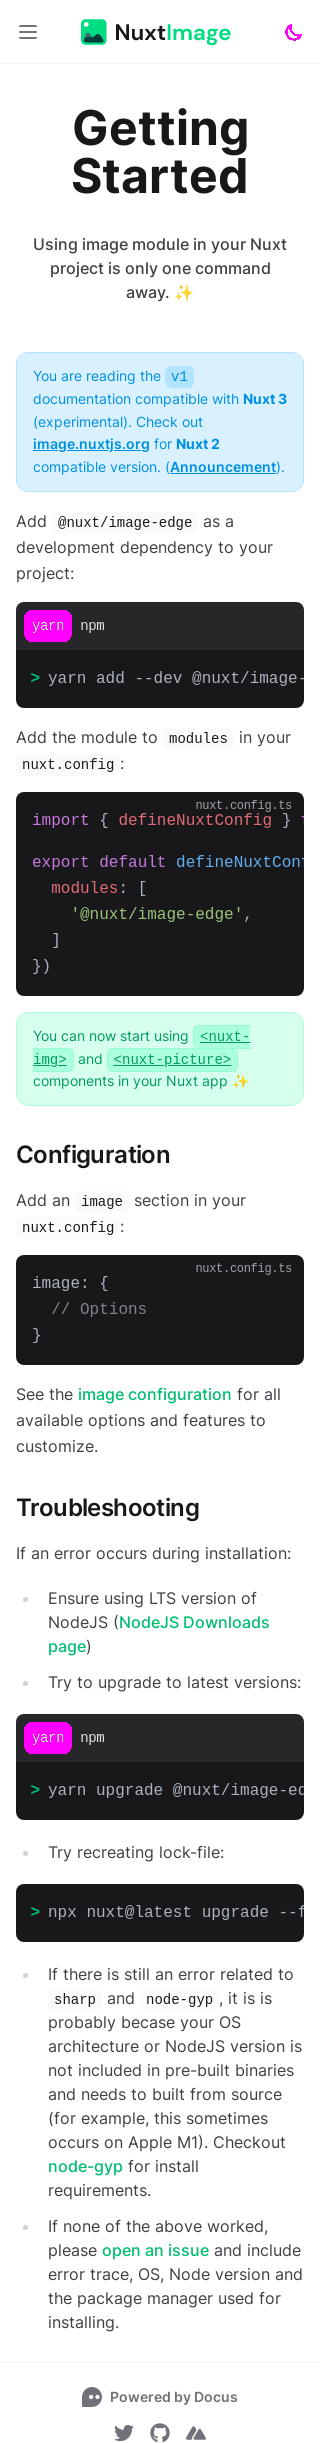 NuxtImage
Getting
Started
Using image module in your Nuxt
project is only one command
away. ✨
You are reading the v1
documentation compatible with Nuxt 3
(experimental). Check out
image.nuxtjs.org for Nuxt 2
compatible version. (Announcement).
Add @nuxt/image-edge as a
development dependency to your
project:
yarn npm
> yarn add --dev @nuxt/image-
Add the module to modules in your
nuxt.config :
nuxt.config.ts
import { defineNuxtConfig } 
export default defineNuxtCon
modules: [
'@nuxt/image-edge',
]
})
You can now start using <nuxt-
img> and <nuxt-picture>
components in your Nuxt app ✨
Configuration
Add an image section in your
nuxt.config :
nuxt.config.ts
image: {
// Options
}
See the image configuration for all
available options and features to
customize.
Troubleshooting
If an error occurs during installation:
Ensure using LTS version of
NodeJS (NodeJS Downloads
page)
Try to upgrade to latest versions:
yarn npm
> yarn upgrade @nuxt/image-ed
Try recreating lock-file:
> npx nuxt@latest upgrade --f
If there is still an error related to
sharp and node-gyp , it is is
probably becase your OS
architecture or NodeJS version is
not included in pre-built binaries
and needs to built from source
(for example, this sometimes
occurs on Apple M1). Checkout
node-gyp for install
requirements.
If none of the above worked,
please open an issue and include
error trace, OS, Node version and
the package manager used for
installing.
Powered by Docus